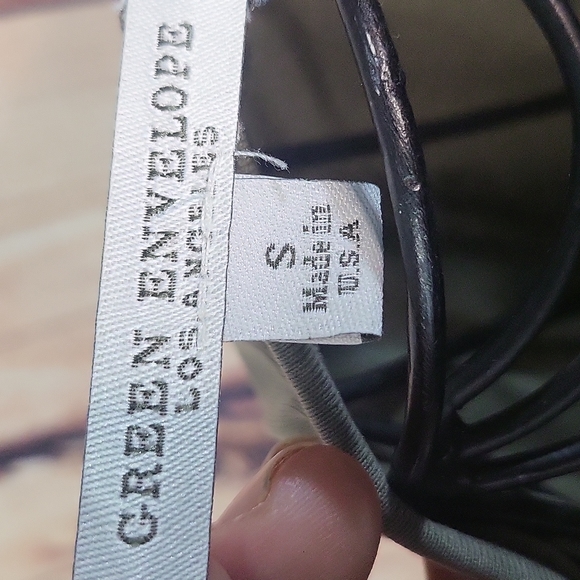 GREEN ENVELOPE
LOS ANGELES
S
Made in
U.S.A